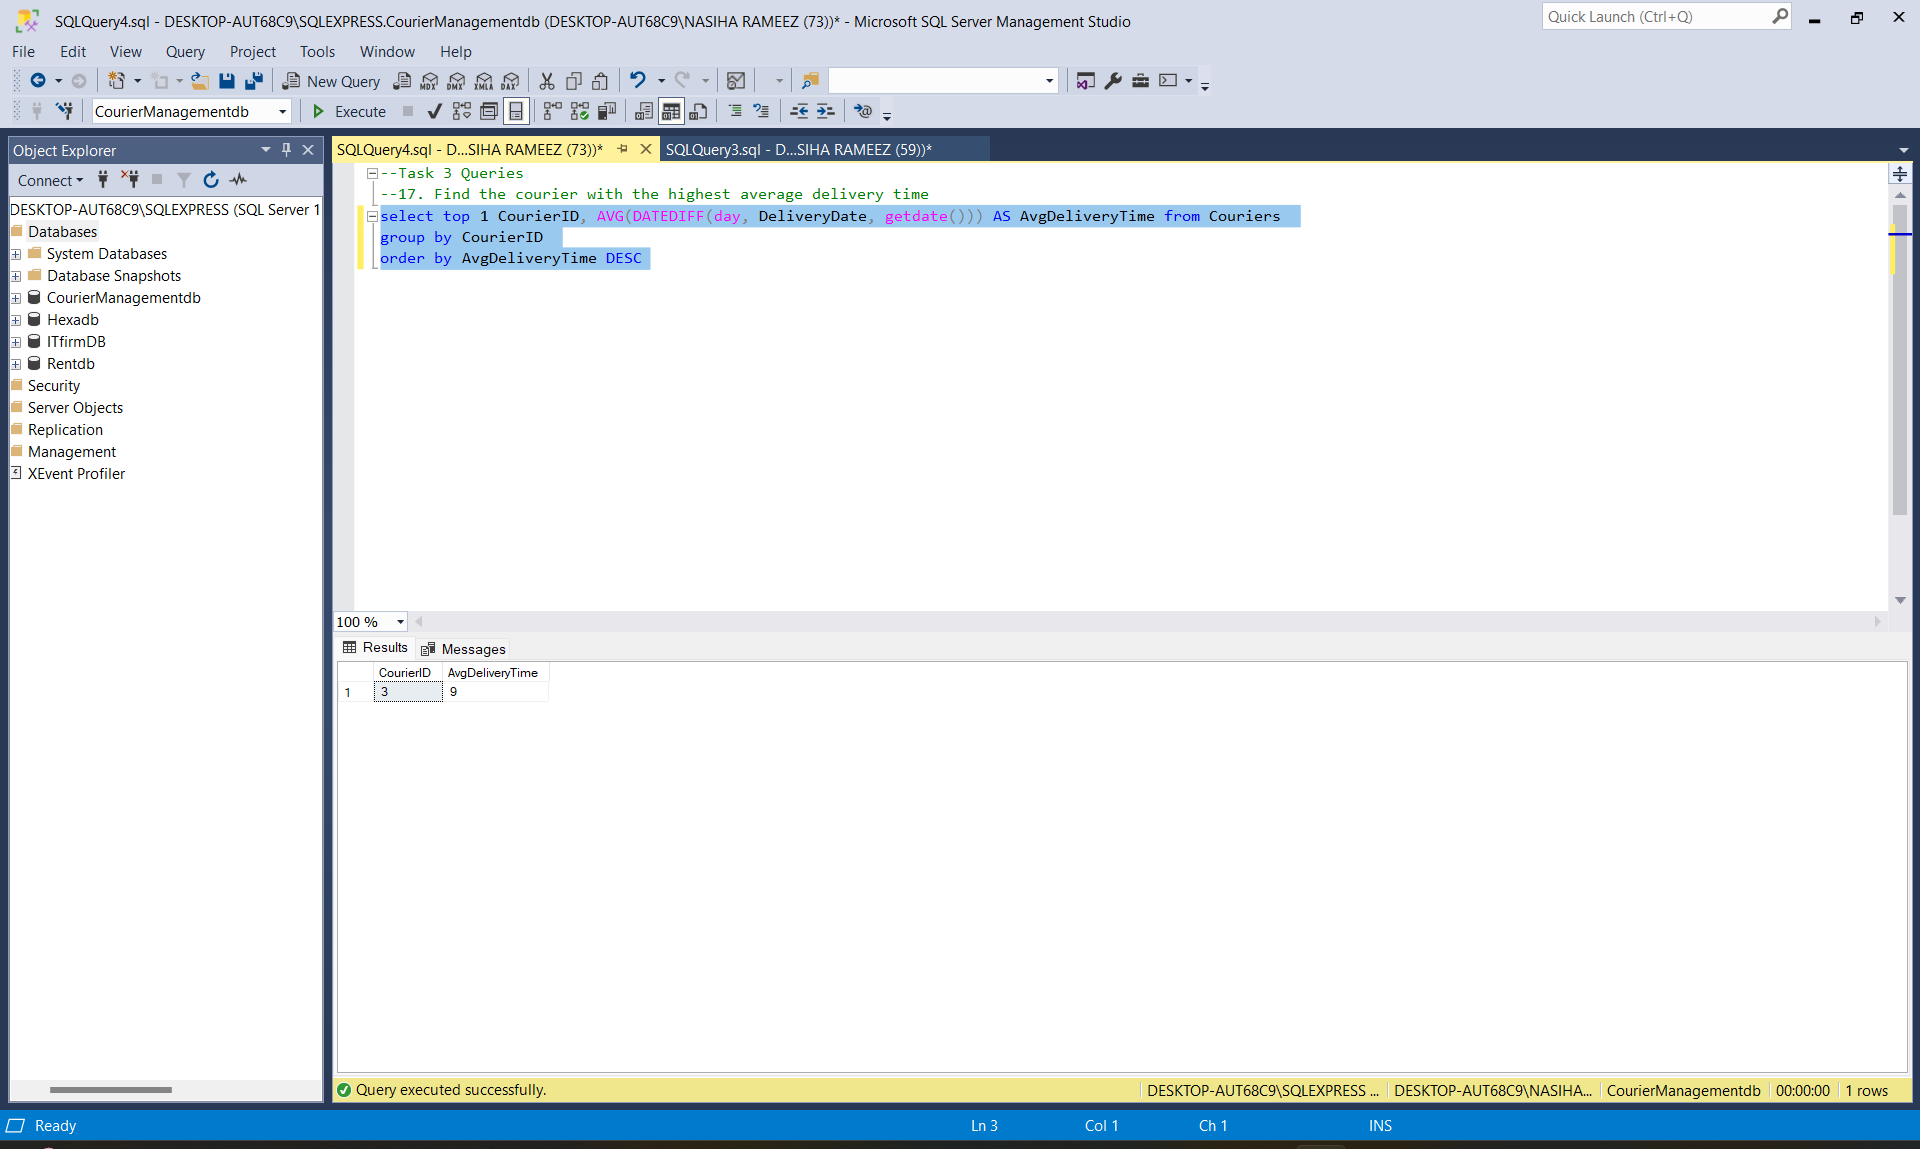 SQLQuery4.sql - DESKTOP-AUT68C9\SQLEXPRESS.CourierManagementdb (DESKTOP-AUT68C9\NASIHA RAMEEZ (73))* - Microsoft SQL Server Management Studio
Quick Launch (Ctrl+Q)
File Edit View Query Project Tools Window Help
New Query MDX DMX XMLA DAX
CourierManagementdb Execute
Object Explorer
SQLQuery4.sql - D...SIHA RAMEEZ (73))* SQLQuery3.sql - D...SIHA RAMEEZ (59))*
Connect
DESKTOP-AUT68C9\SQLEXPRESS (SQL Server 1
Databases
System Databases
Database Snapshots
CourierManagementdb
Hexadb
ITfirmDB
Rentdb
Security
Server Objects
Replication
Management
XEvent Profiler
--Task 3 Queries
--17. Find the courier with the highest average delivery time
select top 1 CourierID, AVG(DATEDIFF(day, DeliveryDate, getdate())) AS AvgDeliveryTime from Couriers
group by CourierID
order by AvgDeliveryTime DESC
100 %
Results Messages
CourierID AvgDeliveryTime
1 3 9
Query executed successfully. DESKTOP-AUT68C9\SQLEXPRESS ... DESKTOP-AUT68C9\NASIHA... CourierManagementdb 00:00:00 1 rows
Ready Ln 3 Col 1 Ch 1 INS